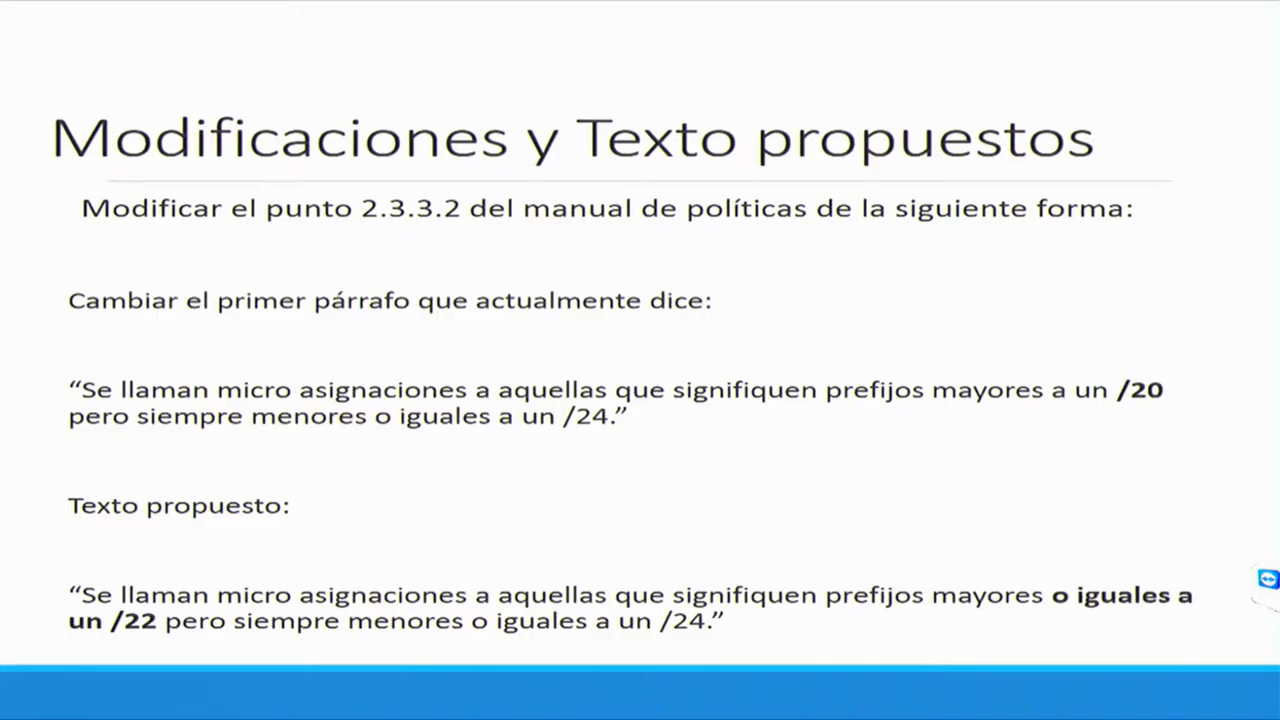 Modificaciones y Texto propuestos
Modificar el punto 2.3.3.2 del manual de políticas de la siguiente forma:
Cambiar el primer párrafo que actualmente dice:
“Se llaman micro asignaciones a aquellas que signifiquen prefijos mayores a un /20
pero siempre menores o iguales a un /24.”
Texto propuesto:
“Se llaman micro asignaciones a aquellas que signifiquen prefijos mayores o iguales a
un /22 pero siempre menores o iguales a un /24.”